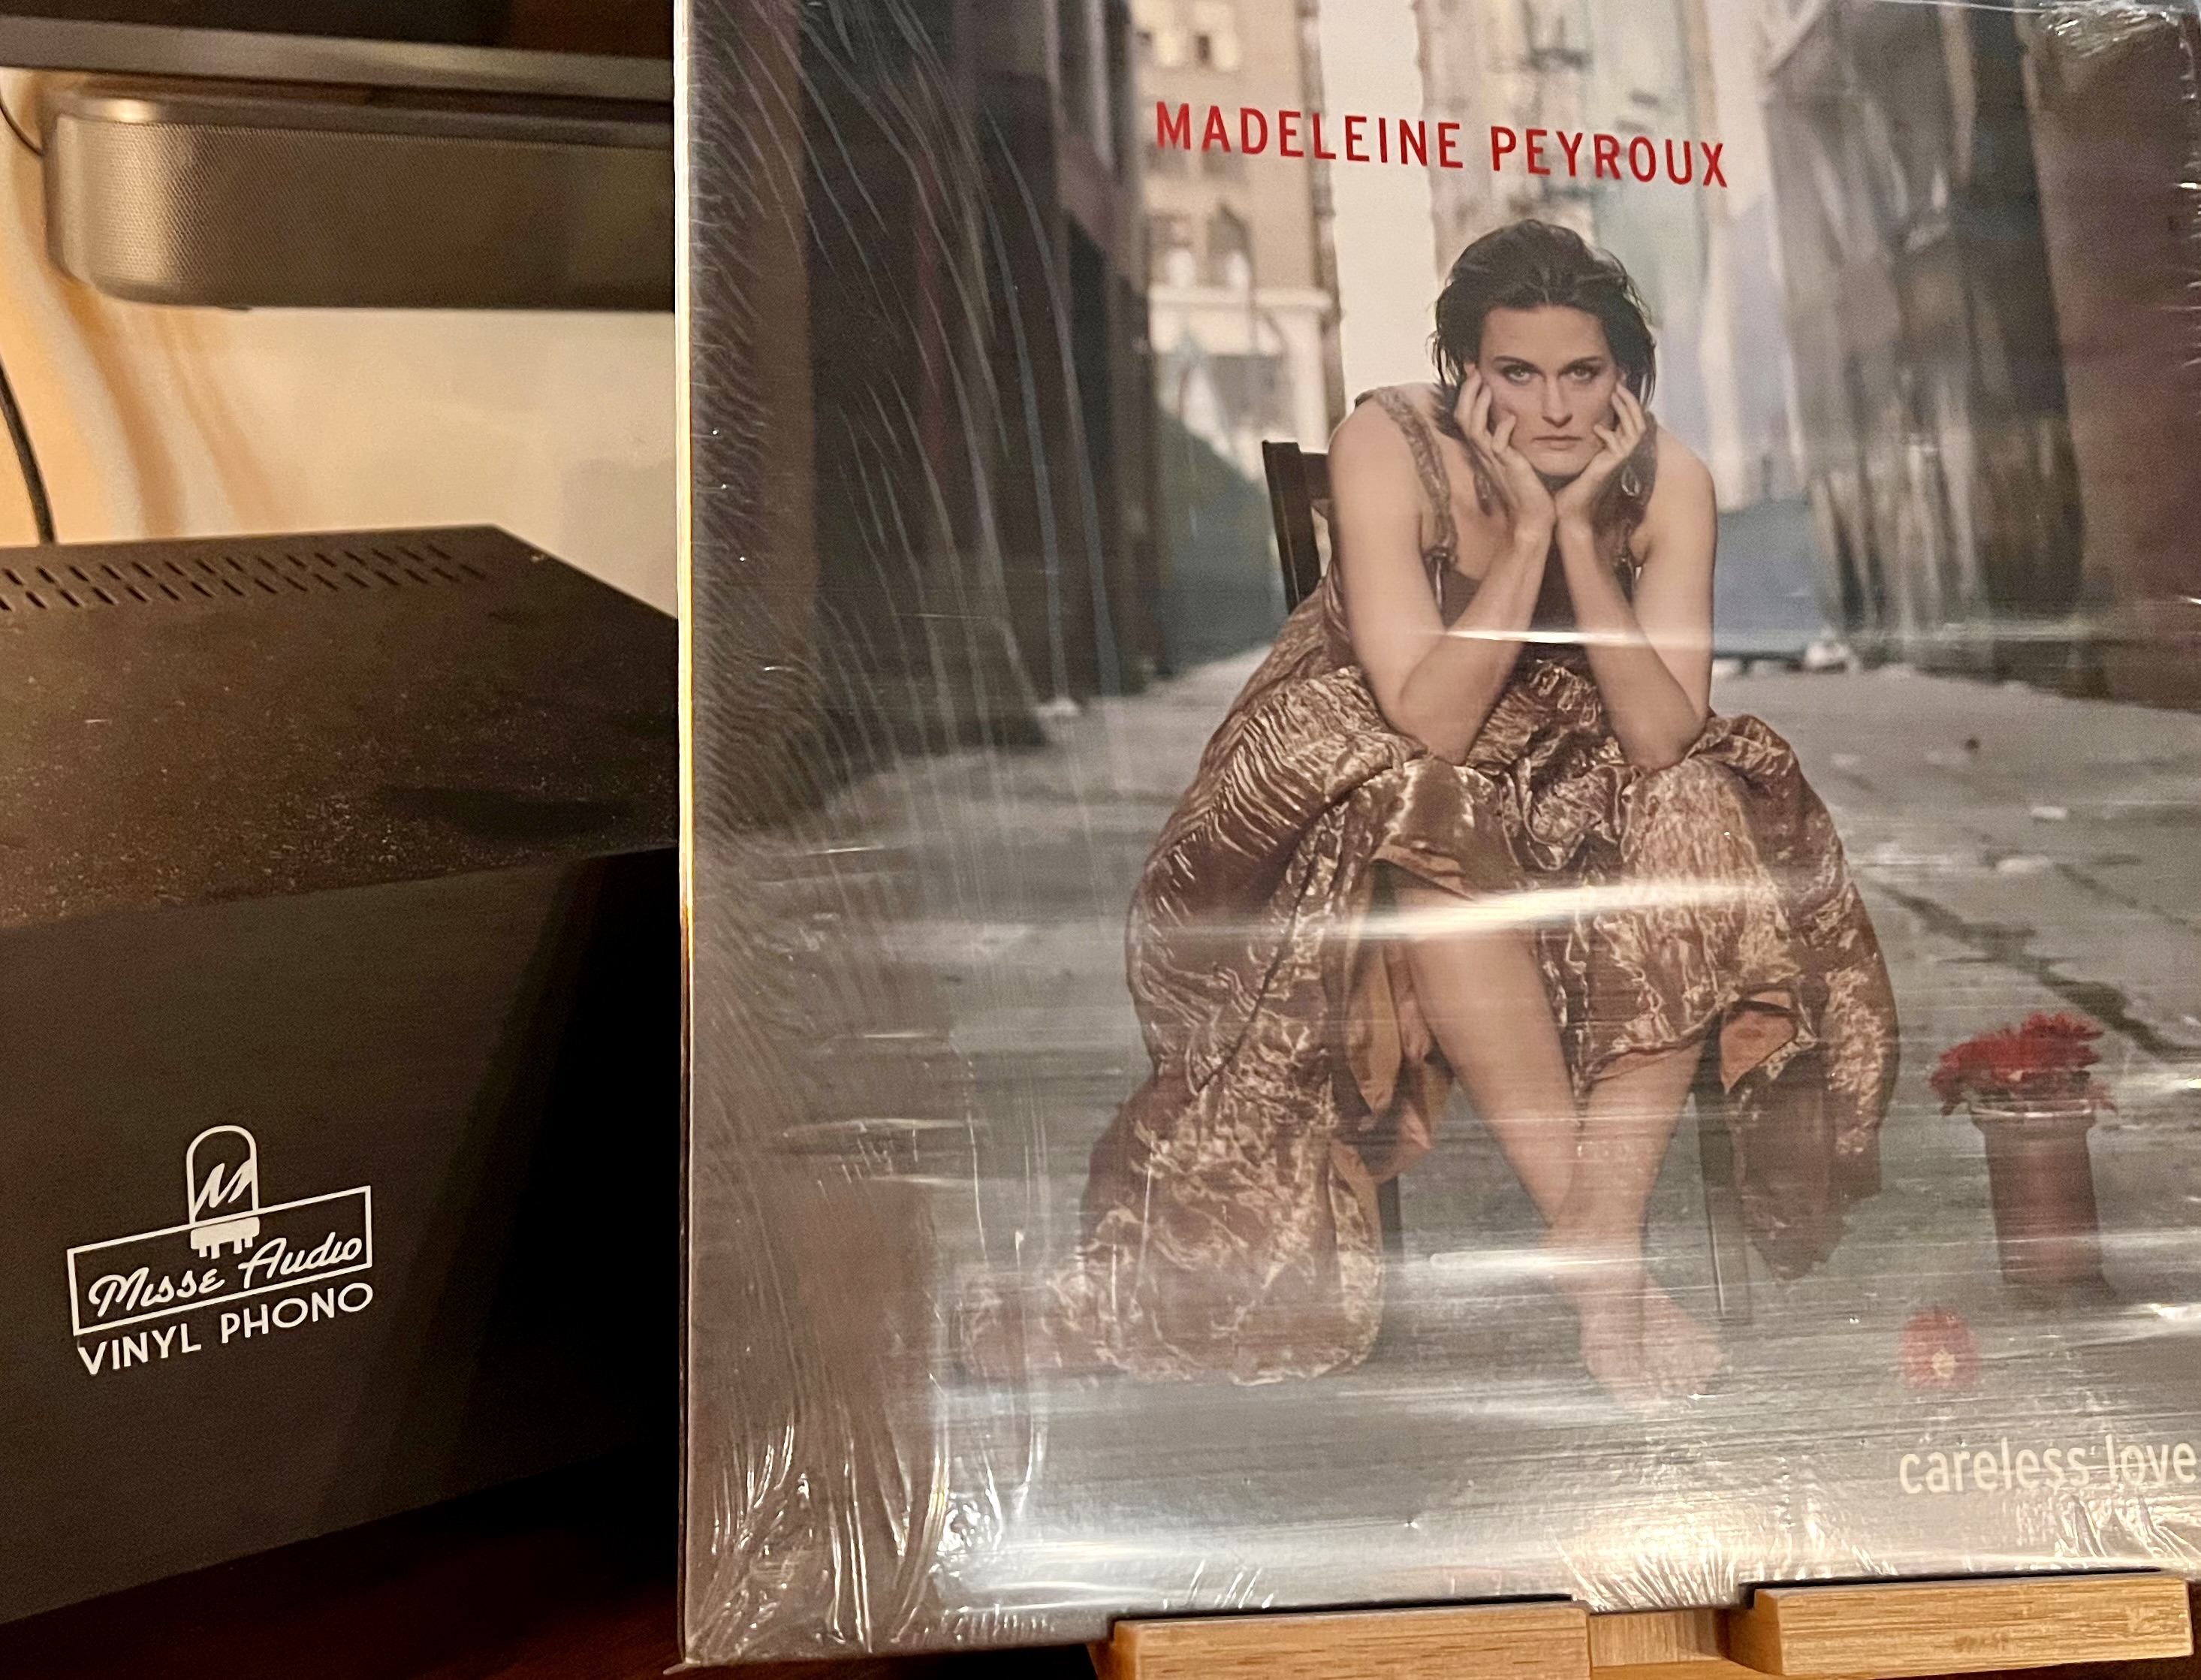 MADELEINE PEYROUX
Misse Audio
VINYL PHONO
careless love